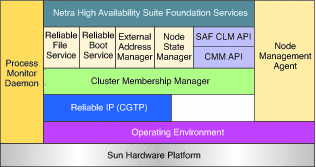 Netra High Availability Suite Foundation Services
Process
Monitor
Daemon
Reliable
File
Service
Reliable
Boot
Service
External
Address
Manager
Node
State
Manager
SAF CLM API
CMM API
Node
Management
Agent
Cluster Membership Manager
Reliable IP (CGTP)
Operating Environment
Sun Hardware Platform